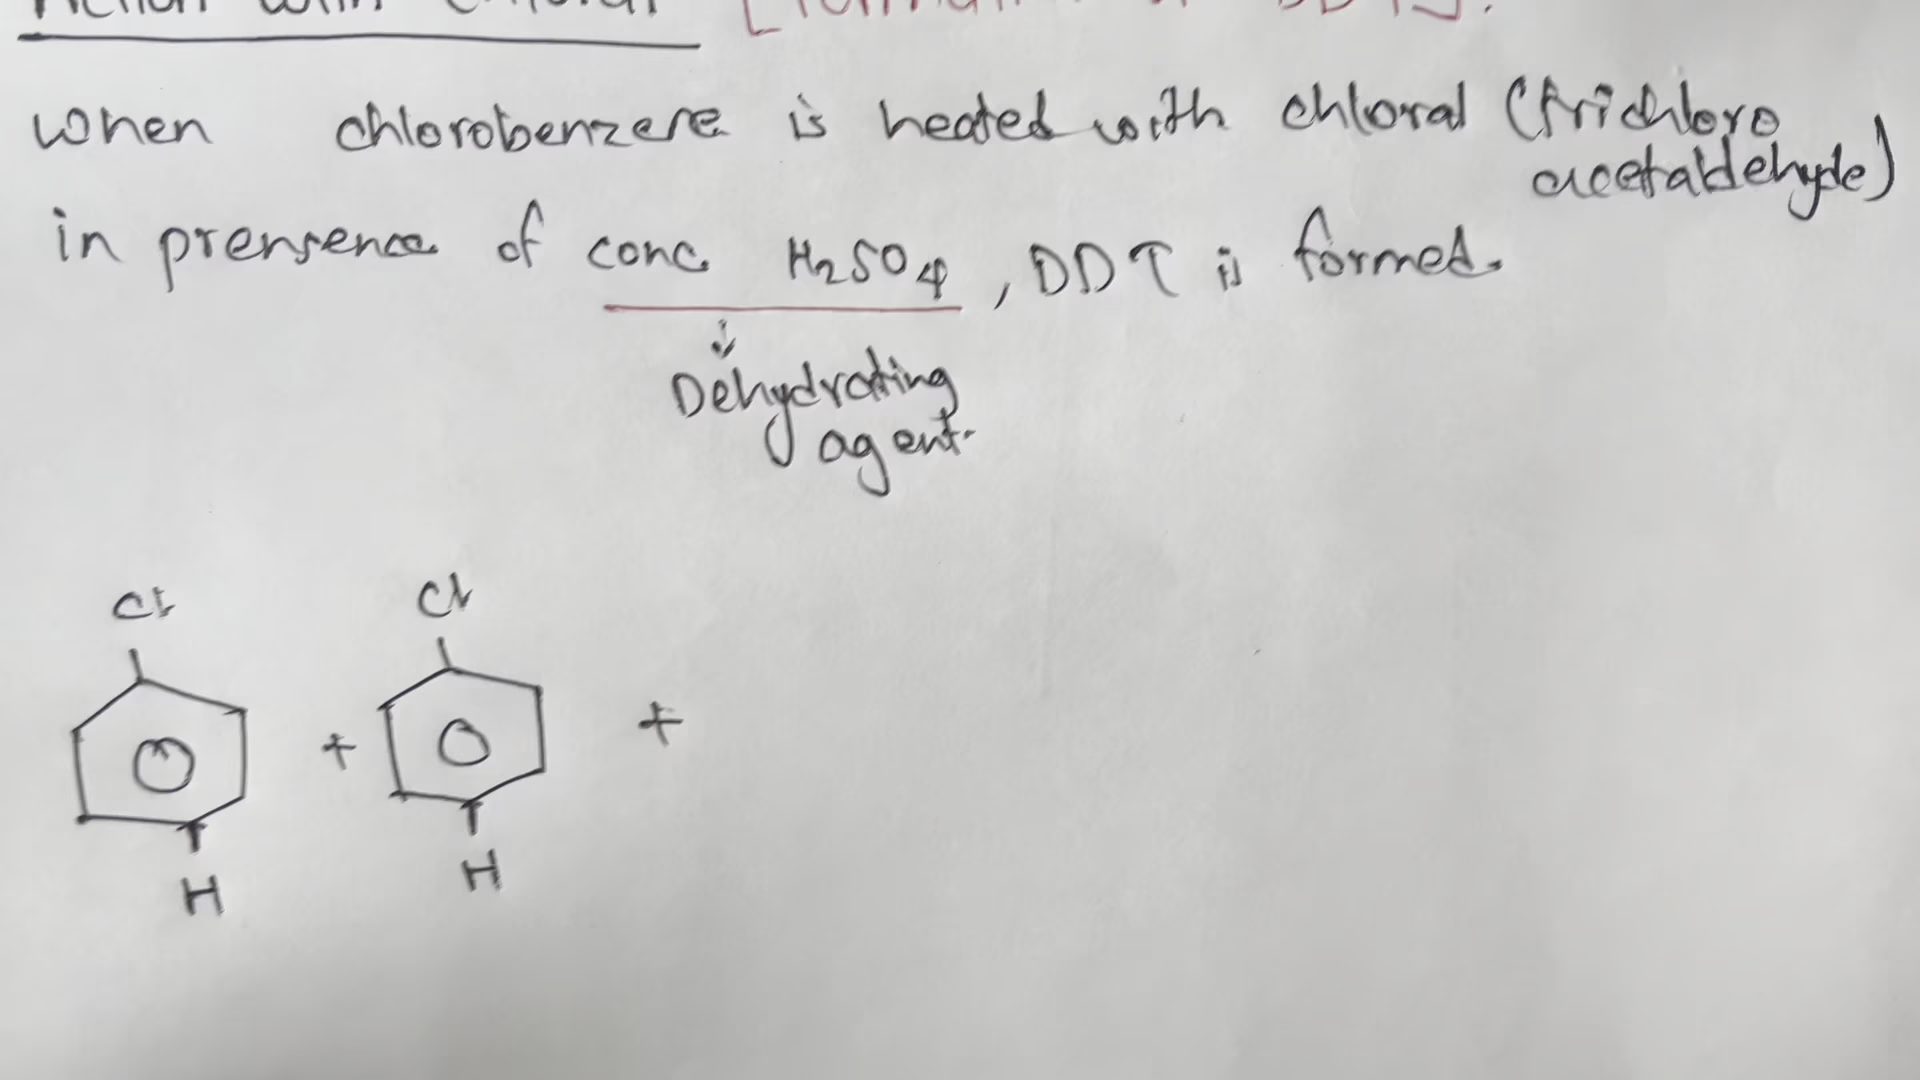 when chlorobenzene is heated with chloral (trichloro
acetaldehyde)
in prensence of conc. H₂SO₄, DDT is formed.
Dehydrating
agent.
Cl Cl
+ +
H H